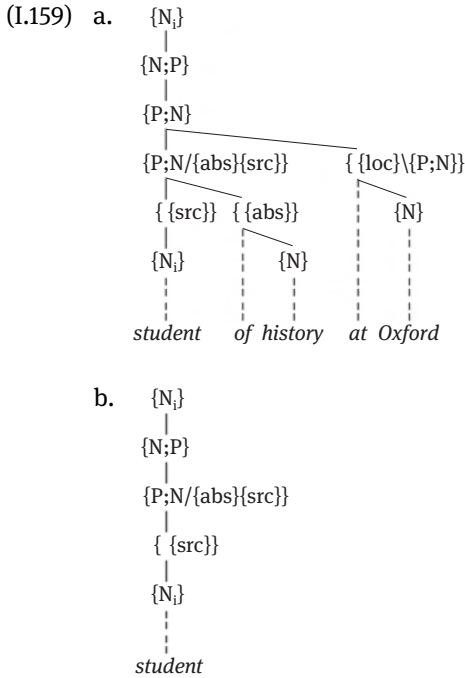 (I.159) a. {Nᵢ}
{N;P}
{P;N}
{P;N/{abs}{src}} { {loc}\{P;N}}
{ {src}} { {abs}} {N}
{Nᵢ} {N}
student of history at Oxford
b. {Nᵢ}
{N;P}
{P;N/{abs}{src}}
{ {src}}
{Nᵢ}
student